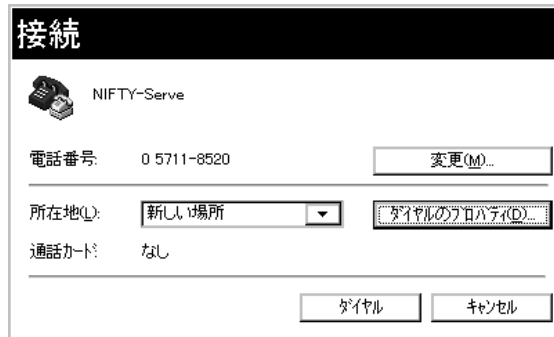 接続
NIFTY-Serve
電話番号: 0 5711-8520 変更(M)...
所在地(L): 新しい場所 ダイヤルのプロパティ(D)...
通話カード: なし
ダイヤル キャンセル